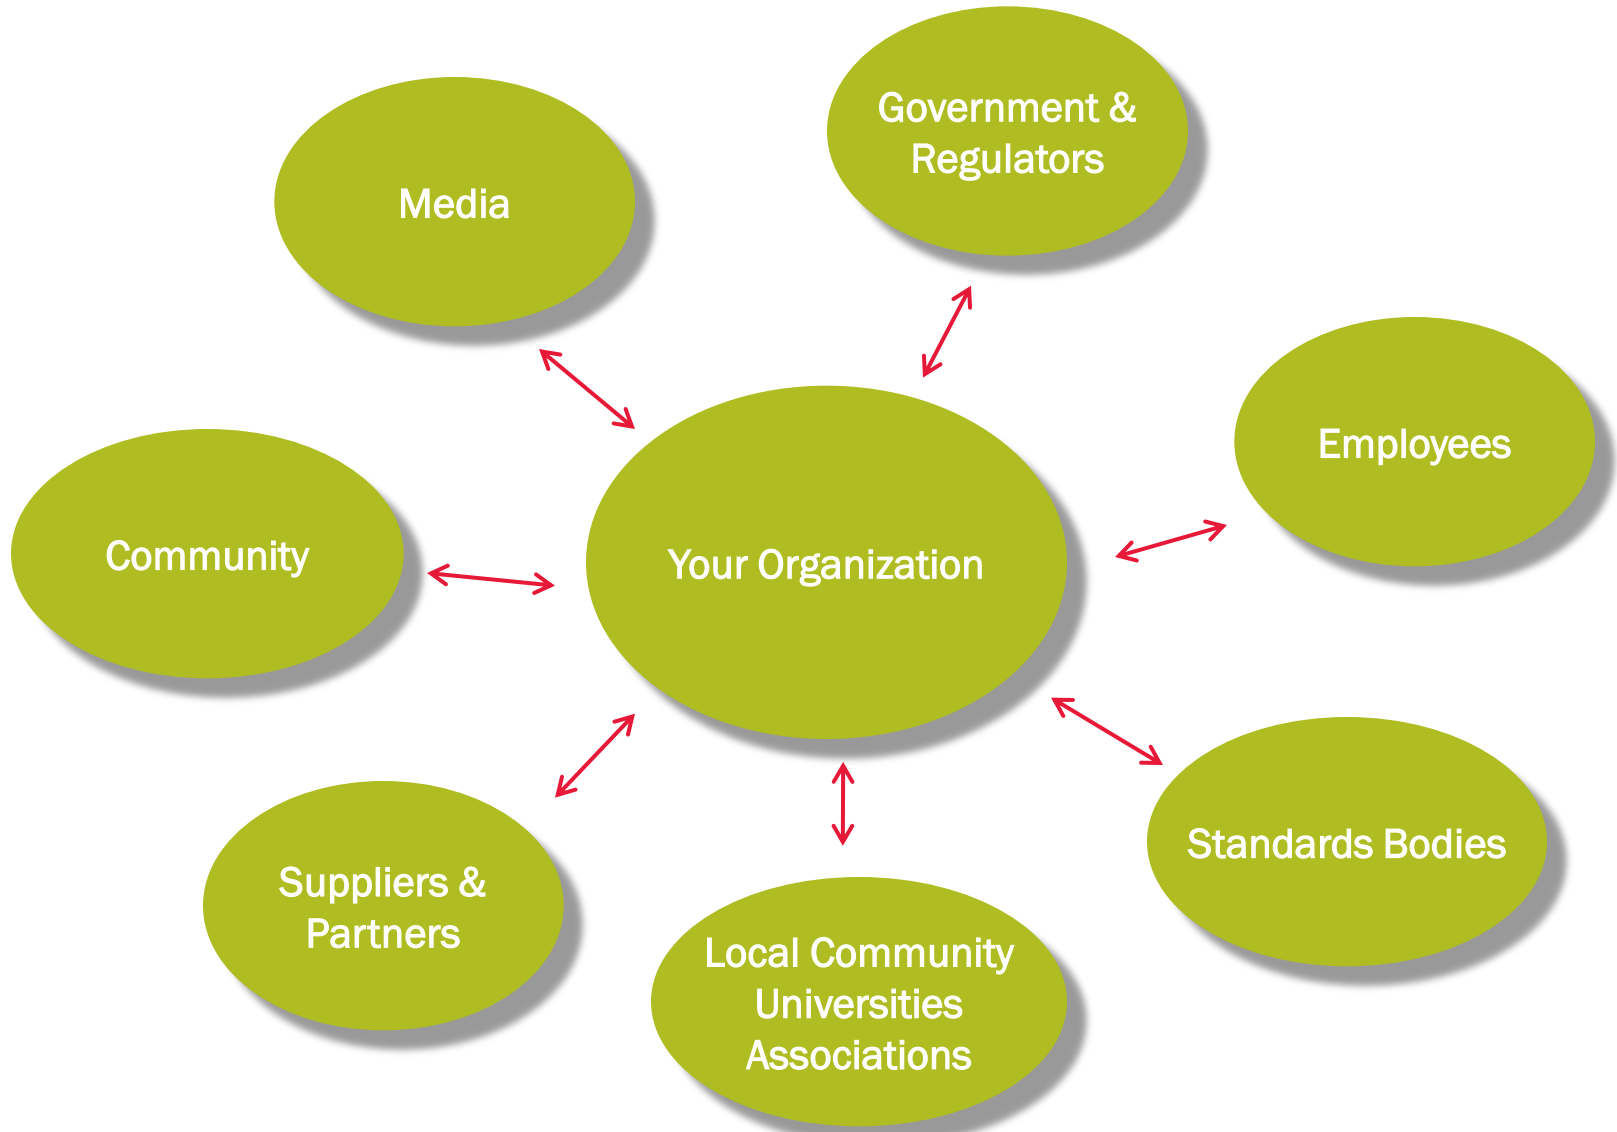 Government &
Regulators
Media
Employees
Community
Your Organization
Standards Bodies
Suppliers &
Partners
Local Community
Universities
Associations